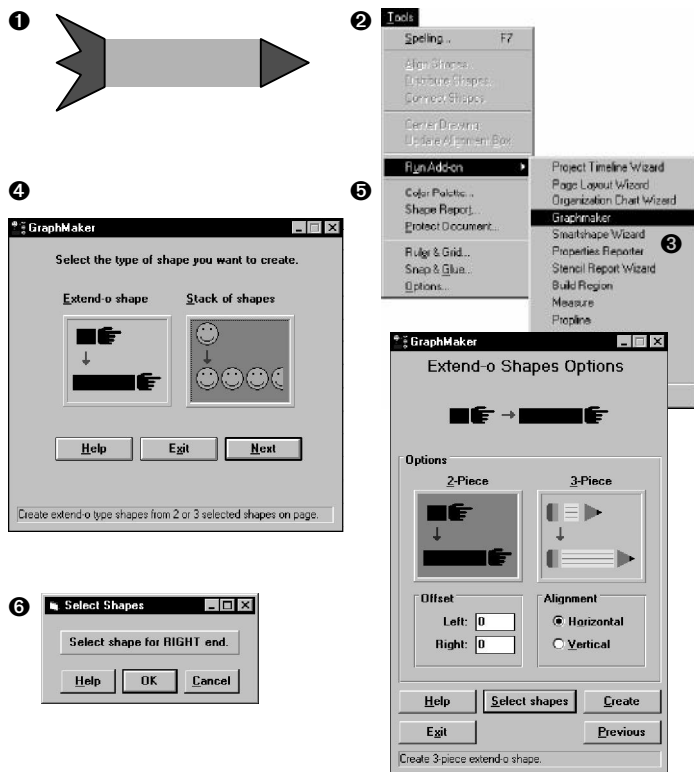 ❶
❷
Tools
Spelling... F7
Align Shapes...
Distribute Shapes...
Connect Shapes
Center Drawing
Update Alignment Box
Run Add-on
Color Palette...
Shape Report...
Protect Document...
Ruler & Grid...
Snap & Glue...
Options...
Project Timeline Wizard
Page Layout Wizard
Organization Chart Wizard
Graphmaker
Smartshape Wizard
Properties Reporter
Stencil Report Wizard
Build Region
Measure
Propline
❸
❹
GraphMaker
Select the type of shape you want to create.
Extend-o shape Stack of shapes
Help Exit Next
Create extend-o type shapes from 2 or 3 selected shapes on page.
❺
GraphMaker
Extend-o Shapes Options
Options
2-Piece 3-Piece
Offset
Left: 0
Right: 0
Alignment
Horizontal
Vertical
Help Select shapes Create
Exit Previous
Create 3-piece extend-o shape.
❻
Select Shapes
Select shape for RIGHT end.
Help OK Cancel